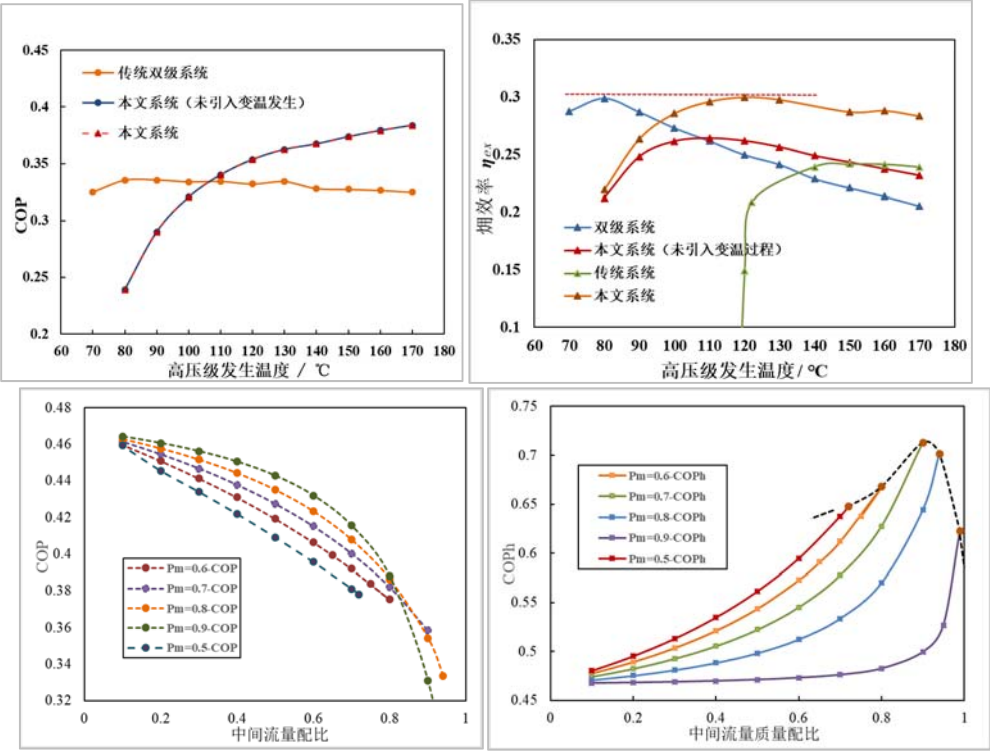 0.45
0.4
0.35
0.3
0.25
0.2
COP
传统双级系统
本文系统（未引入变温发生）
本文系统
60 70 80 90 100 110 120 130 140 150 160 170 180
高压级发生温度 / ℃
0.35
0.3
0.25
0.2
0.15
0.1
㶲效率 ηex
双级系统
本文系统（未引入变温过程）
传统系统
本文系统
60 70 80 90 100 110 120 130 140 150 160 170 180
高压级发生温度/ °C
0.48
0.46
0.44
0.42
0.4
0.38
0.36
0.34
0.32
COP
Pm=0.6-COP
Pm=0.7-COP
Pm=0.8-COP
Pm=0.9-COP
Pm=0.5-COP
0 0.2 0.4 0.6 0.8 1
中间流量配比
0.75
0.7
0.65
0.6
0.55
0.5
0.45
COPh
Pm=0.6-COPh
Pm=0.7-COPh
Pm=0.8-COPh
Pm=0.9-COPh
Pm=0.5-COPh
0 0.2 0.4 0.6 0.8 1
中间流量质量配比